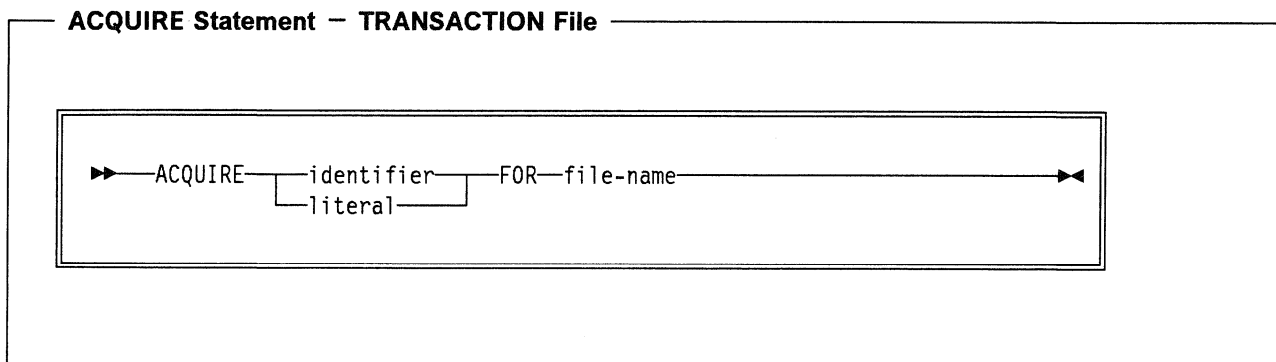 ACQUIRE Statement — TRANSACTION File
ACQUIRE identifier FOR file-name
literal